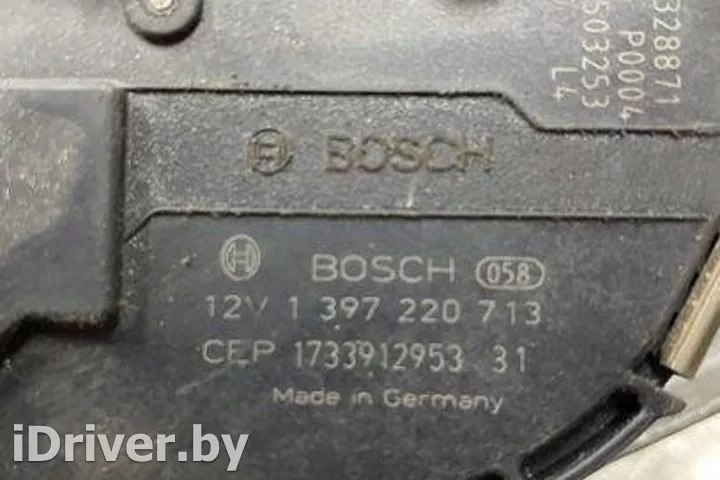 328871
P0004
503253
L4
BOSCH
BOSCH 058
12V 1 397 220 713
CEP 1733912953 31
Made in Germany
iDriver.by